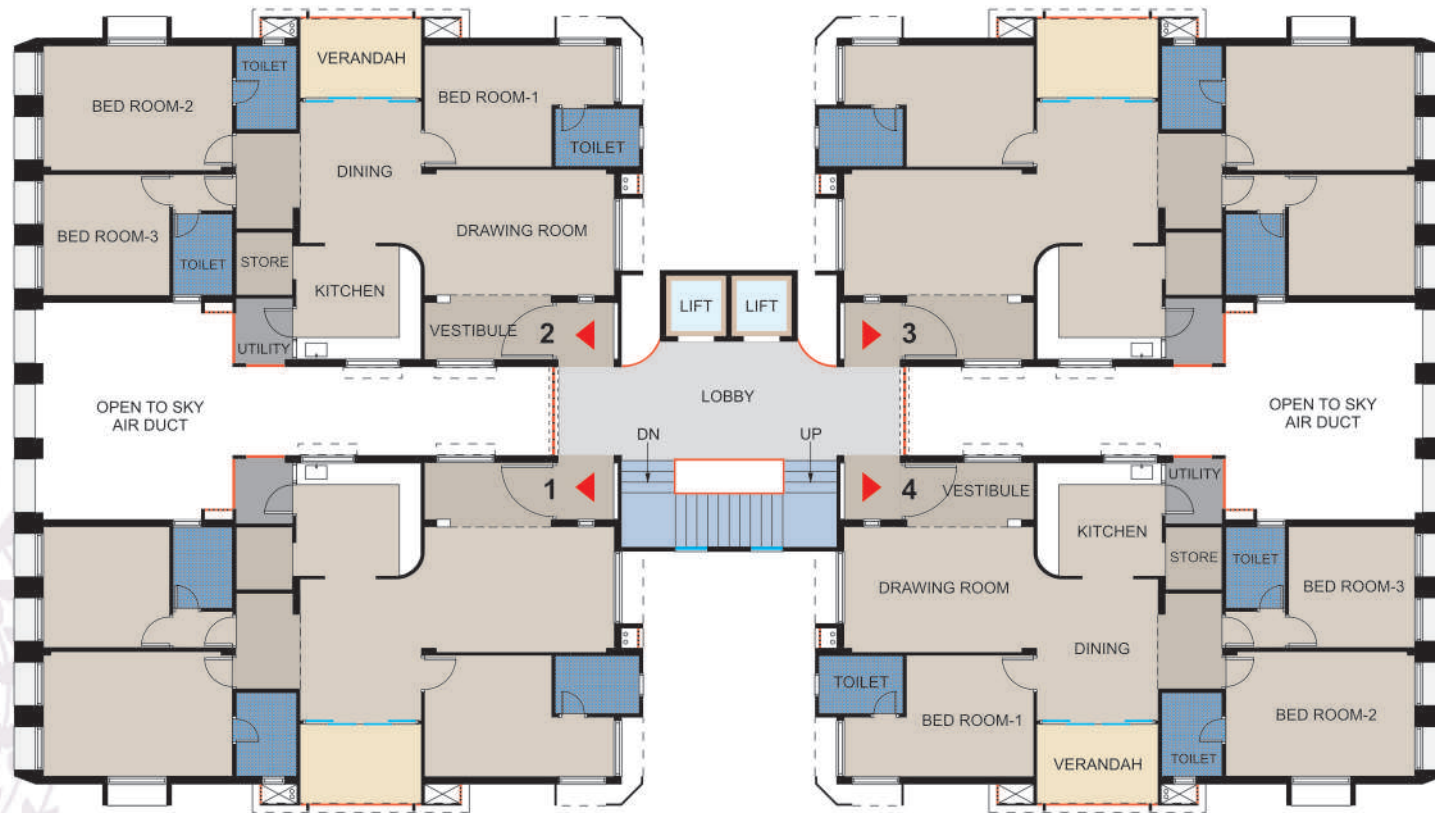 VERANDAH
TOILET
BED ROOM-2
BED ROOM-1
TOILET
DINING
BED ROOM-3
TOILET
STORE
DRAWING ROOM
KITCHEN
UTILITY
VESTIBULE
2
LIFT
LIFT
3
OPEN TO SKY
AIR DUCT
LOBBY
OPEN TO SKY
AIR DUCT
DN
UP
1
4
VESTIBULE
UTILITY
KITCHEN
STORE
TOILET
DRAWING ROOM
BED ROOM-3
DINING
TOILET
BED ROOM-1
BED ROOM-2
VERANDAH
TOILET